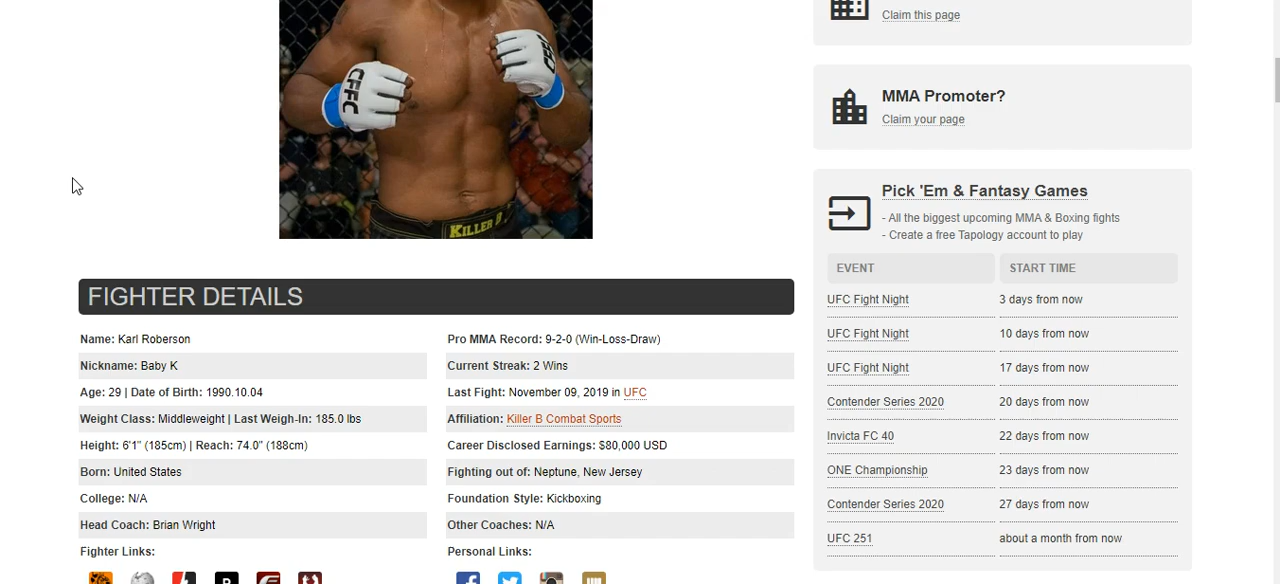 CFFC
CFFC
KILLER B
FIGHTER DETAILS
Name: Karl Roberson
Nickname: Baby K
Age: 29 | Date of Birth: 1990.10.04
Weight Class: Middleweight | Last Weigh-In: 185.0 lbs
Height: 6'1" (185cm) | Reach: 74.0" (188cm)
Born: United States
College: N/A
Head Coach: Brian Wright
Fighter Links:
Pro MMA Record: 9-2-0 (Win-Loss-Draw)
Current Streak: 2 Wins
Last Fight: November 09, 2019 in UFC
Affiliation: Killer B Combat Sports
Career Disclosed Earnings: $80,000 USD
Fighting out of: Neptune, New Jersey
Foundation Style: Kickboxing
Other Coaches: N/A
Personal Links:
Claim this page
MMA Promoter?
Claim your page
Pick 'Em & Fantasy Games
- All the biggest upcoming MMA & Boxing fights
- Create a free Tapology account to play
EVENT START TIME
UFC Fight Night 3 days from now
UFC Fight Night 10 days from now
UFC Fight Night 17 days from now
Contender Series 2020 20 days from now
Invicta FC 40 22 days from now
ONE Championship 23 days from now
Contender Series 2020 27 days from now
UFC 251 about a month from now